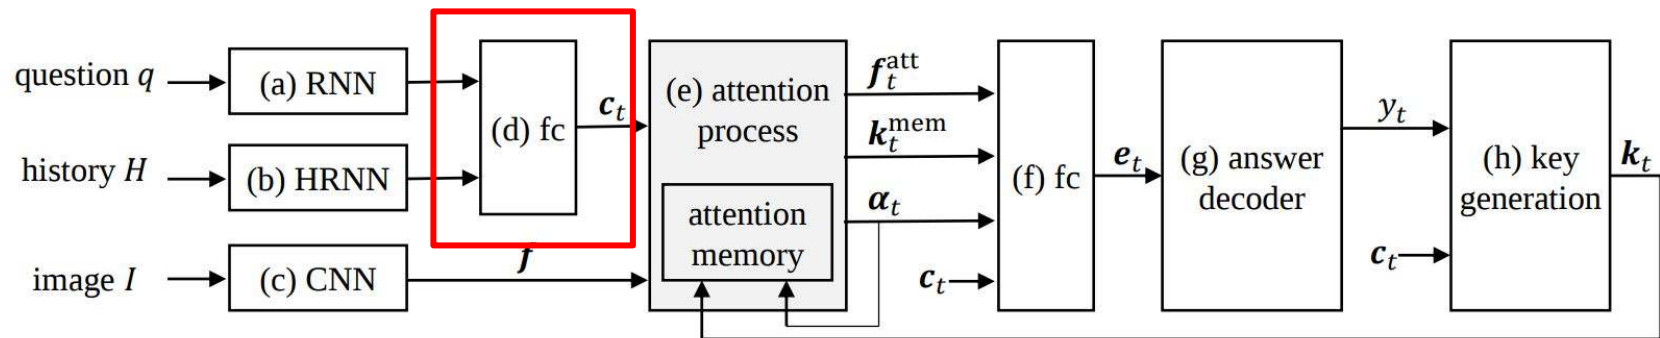 question q
history H
image I
(a) RNN
(b) HRNN
(c) CNN
(d) fc
c_t
f
(e) attention
process
attention
memory
f_t^att
k_t^mem
α_t
c_t
(f) fc
e_t
(g) answer
decoder
y_t
c_t
(h) key
generation
k_t